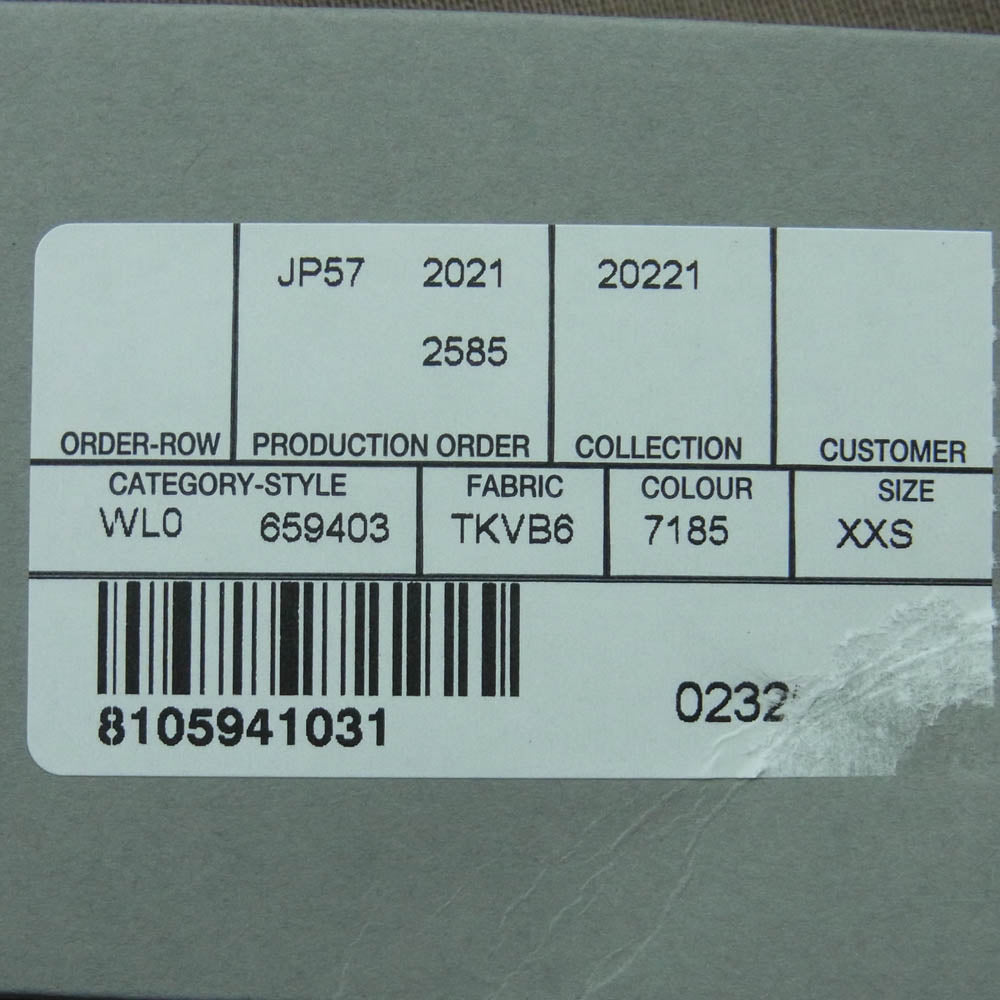 JP57 2021 20221
2585
ORDER-ROW PRODUCTION ORDER COLLECTION CUSTOMER
CATEGORY-STYLE FABRIC COLOUR SIZE
WL0 659403 TKVB6 7185 XXS
8105941031
0232